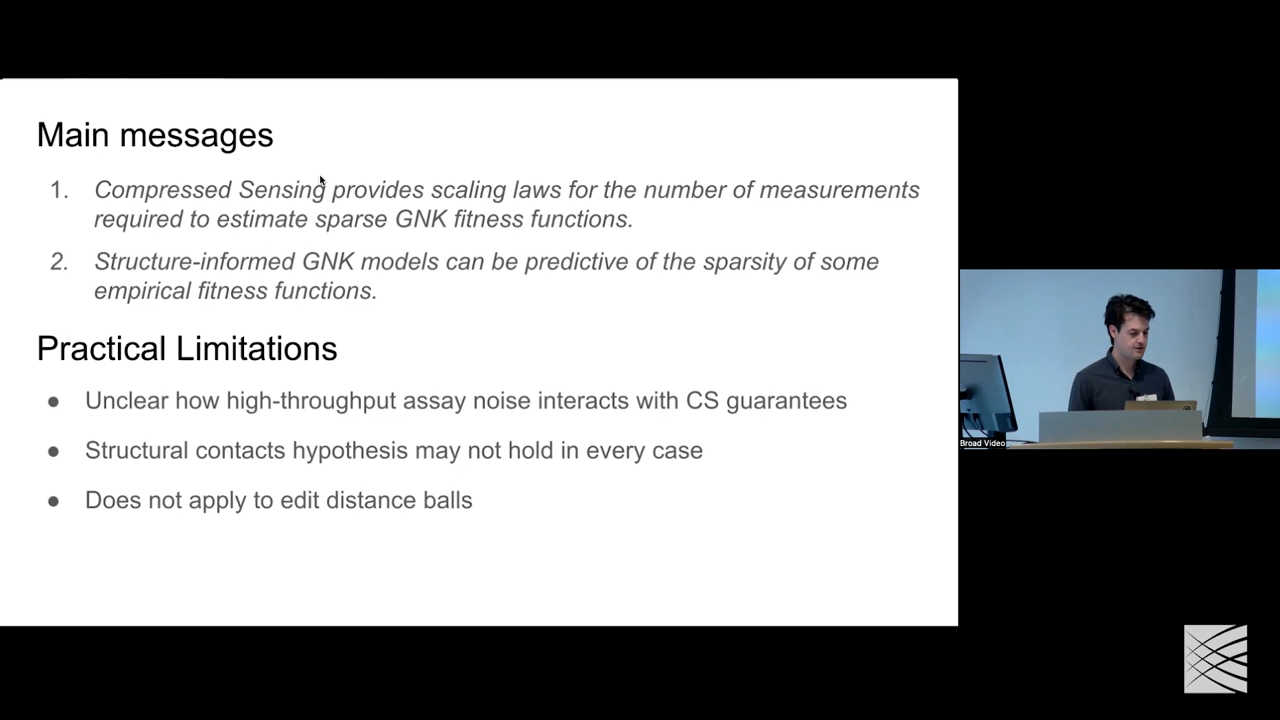 Main messages
1. Compressed Sensing provides scaling laws for the number of measurements
required to estimate sparse GNK fitness functions.
2. Structure-informed GNK models can be predictive of the sparsity of some
empirical fitness functions.
Practical Limitations
● Unclear how high-throughput assay noise interacts with CS guarantees
● Structural contacts hypothesis may not hold in every case
● Does not apply to edit distance balls
Broad Video